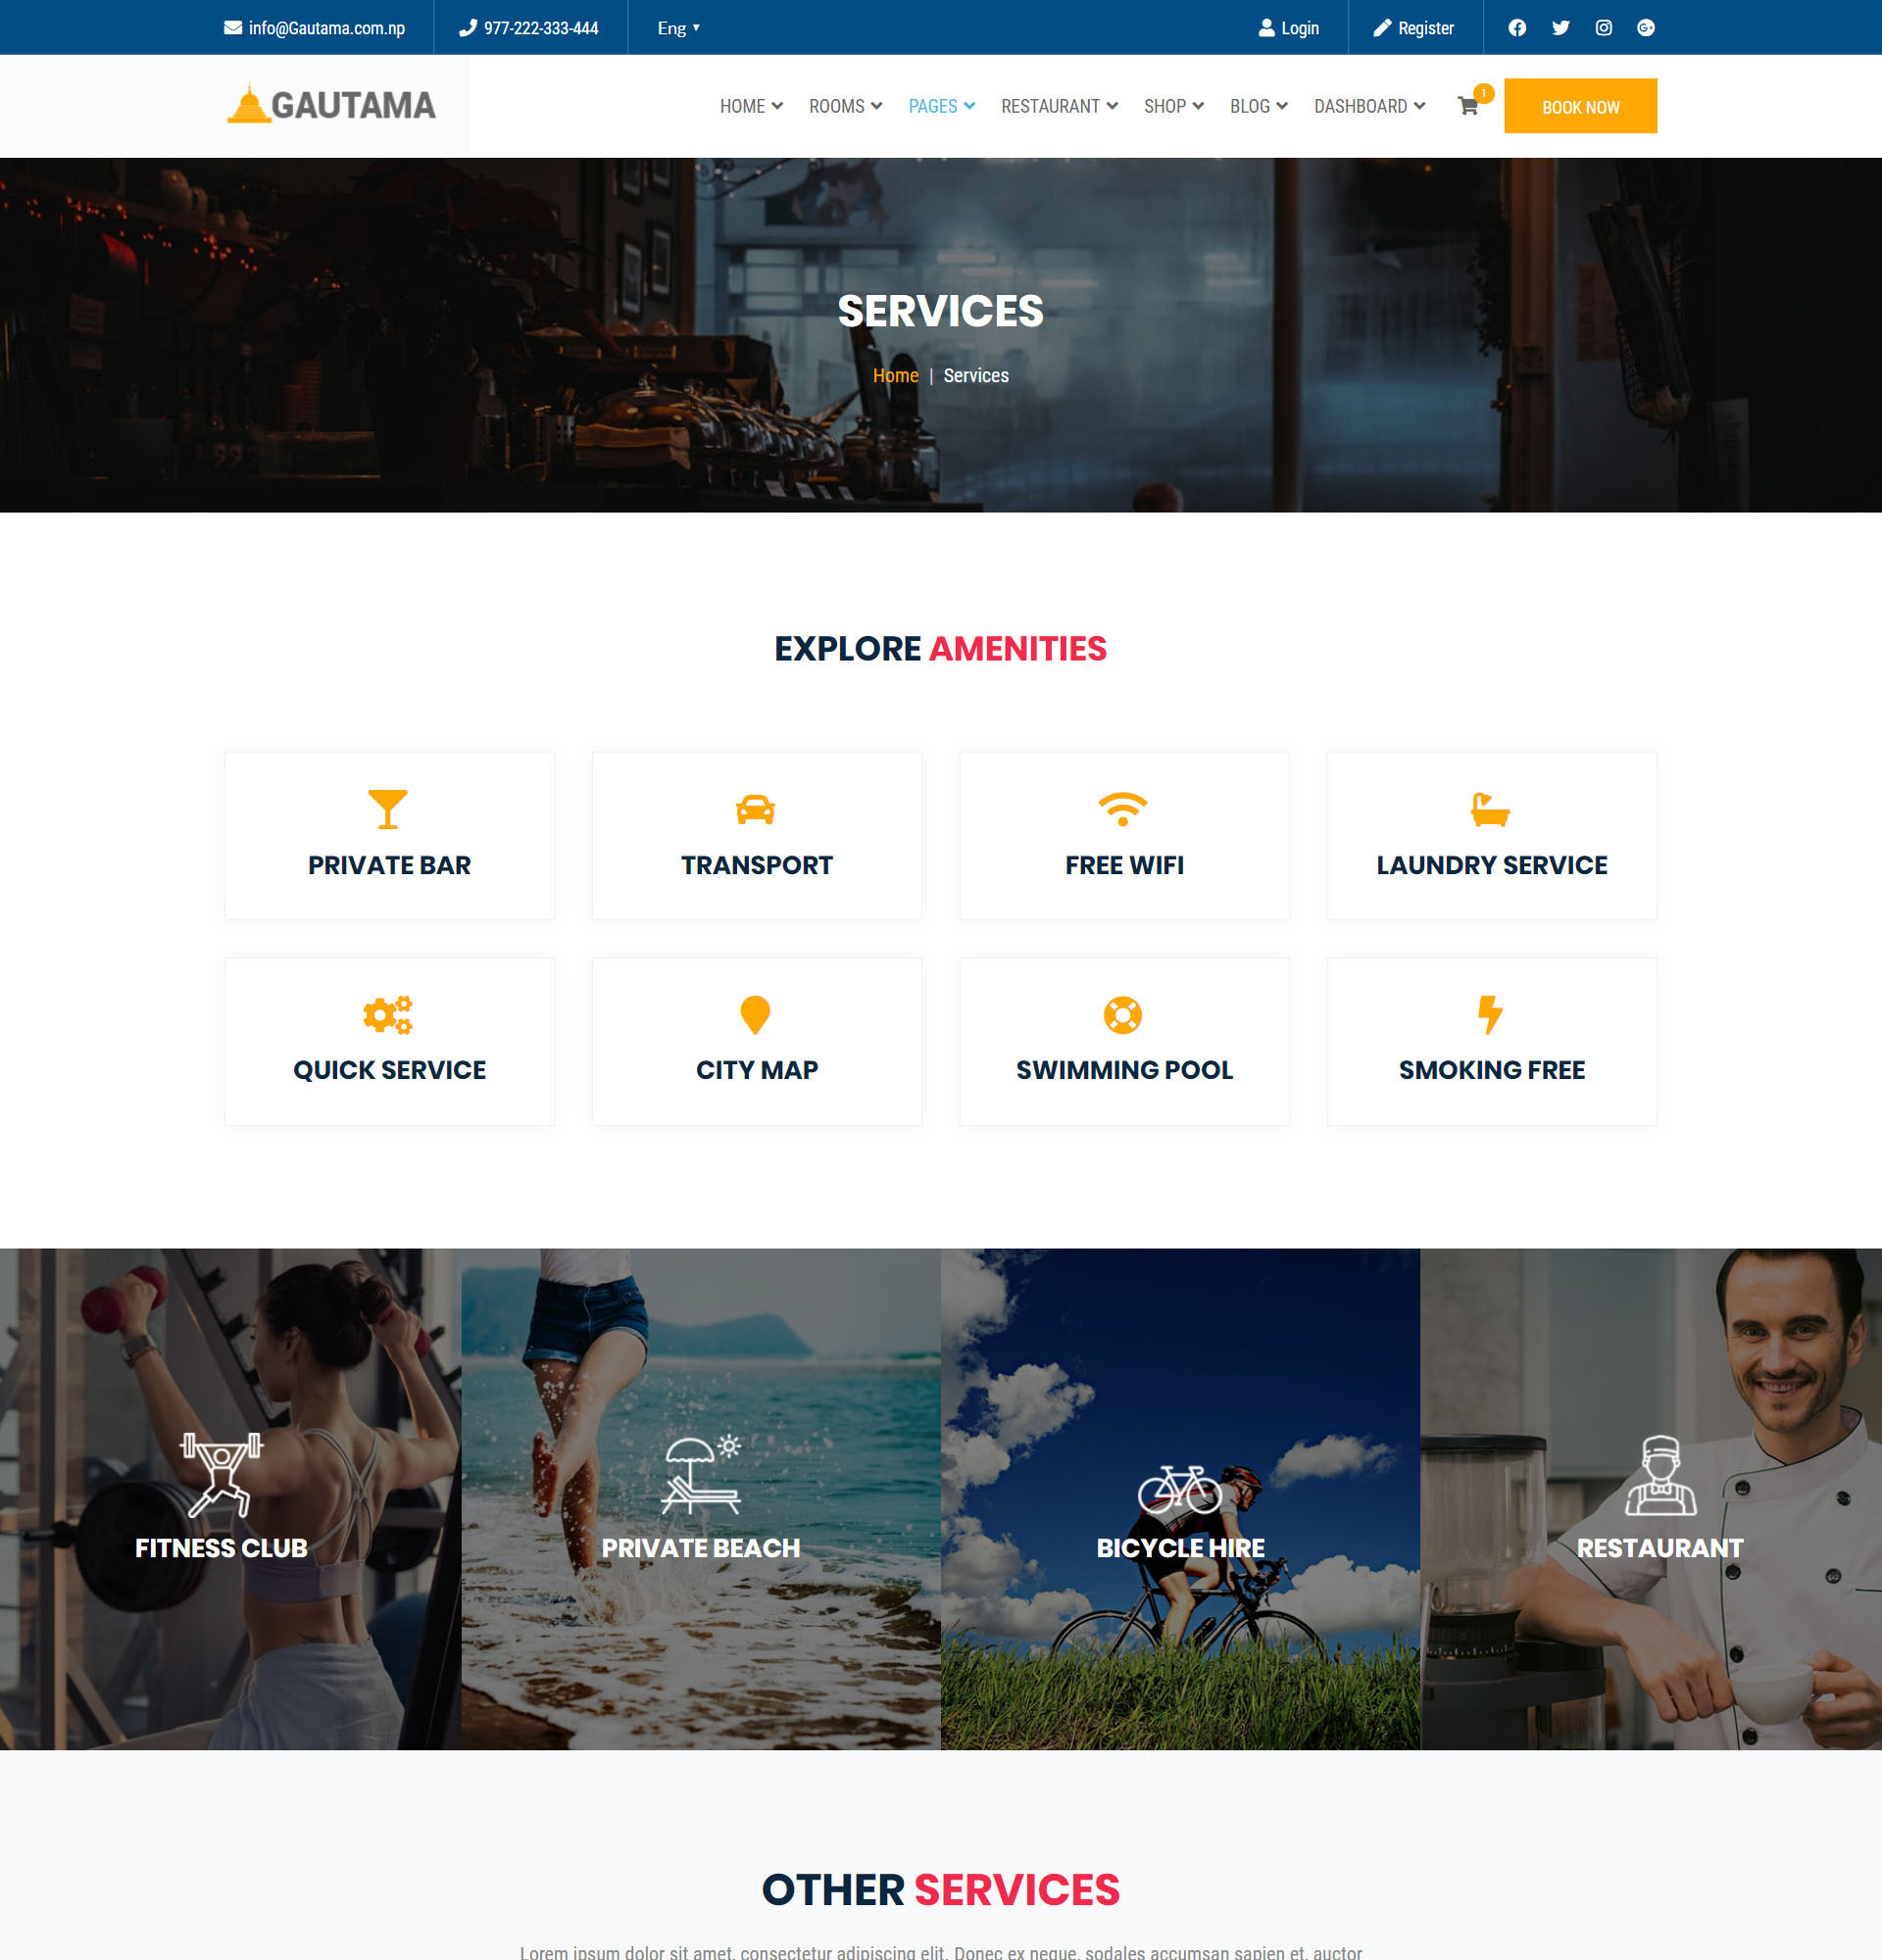 info@Gautama.com.np 977-222-333-444 Eng Login Register
GAUTAMA HOME ROOMS PAGES RESTAURANT SHOP BLOG DASHBOARD 1 BOOK NOW
SERVICES
Home | Services
EXPLORE AMENITIES
PRIVATE BAR TRANSPORT FREE WIFI LAUNDRY SERVICE
QUICK SERVICE CITY MAP SWIMMING POOL SMOKING FREE
FITNESS CLUB PRIVATE BEACH BICYCLE HIRE RESTAURANT
OTHER SERVICES
Lorem ipsum dolor sit amet, consectetur adipiscing elit. Donec ex neque, sodales accumsan sapien et, auctor